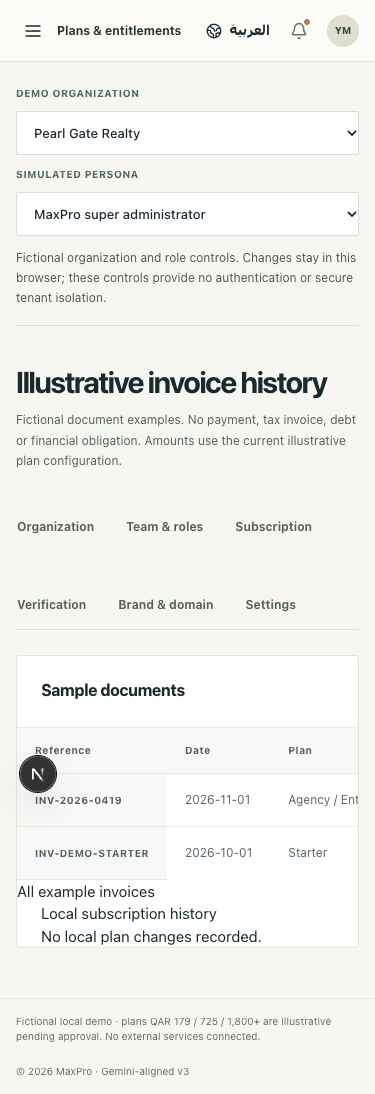 Plans & entitlements
العربية
YM
DEMO ORGANIZATION
Pearl Gate Realty
SIMULATED PERSONA
MaxPro super administrator
Fictional organization and role controls. Changes stay in this
browser; these controls provide no authentication or secure
tenant isolation.
Illustrative invoice history
Fictional document examples. No payment, tax invoice, debt
or financial obligation. Amounts use the current illustrative
plan configuration.
Organization Team & roles Subscription
Verification Brand & domain Settings
Sample documents
Reference Date Plan
N
INV-2026-0419 2026-11-01 Agency / Ent
INV-DEMO-STARTER 2026-10-01 Starter
All example invoices
Local subscription history
No local plan changes recorded.
Fictional local demo · plans QAR 179 / 725 / 1,800+ are illustrative
pending approval. No external services connected.
© 2026 MaxPro · Gemini-aligned v3